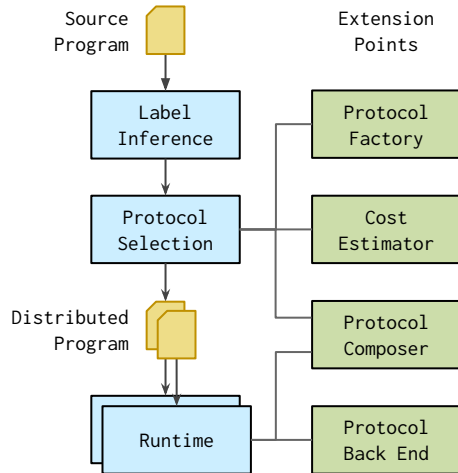 Source
Program
Extension
Points
Label
Inference
Protocol
Factory
Protocol
Selection
Cost
Estimator
Distributed
Program
Protocol
Composer
Runtime
Protocol
Back End